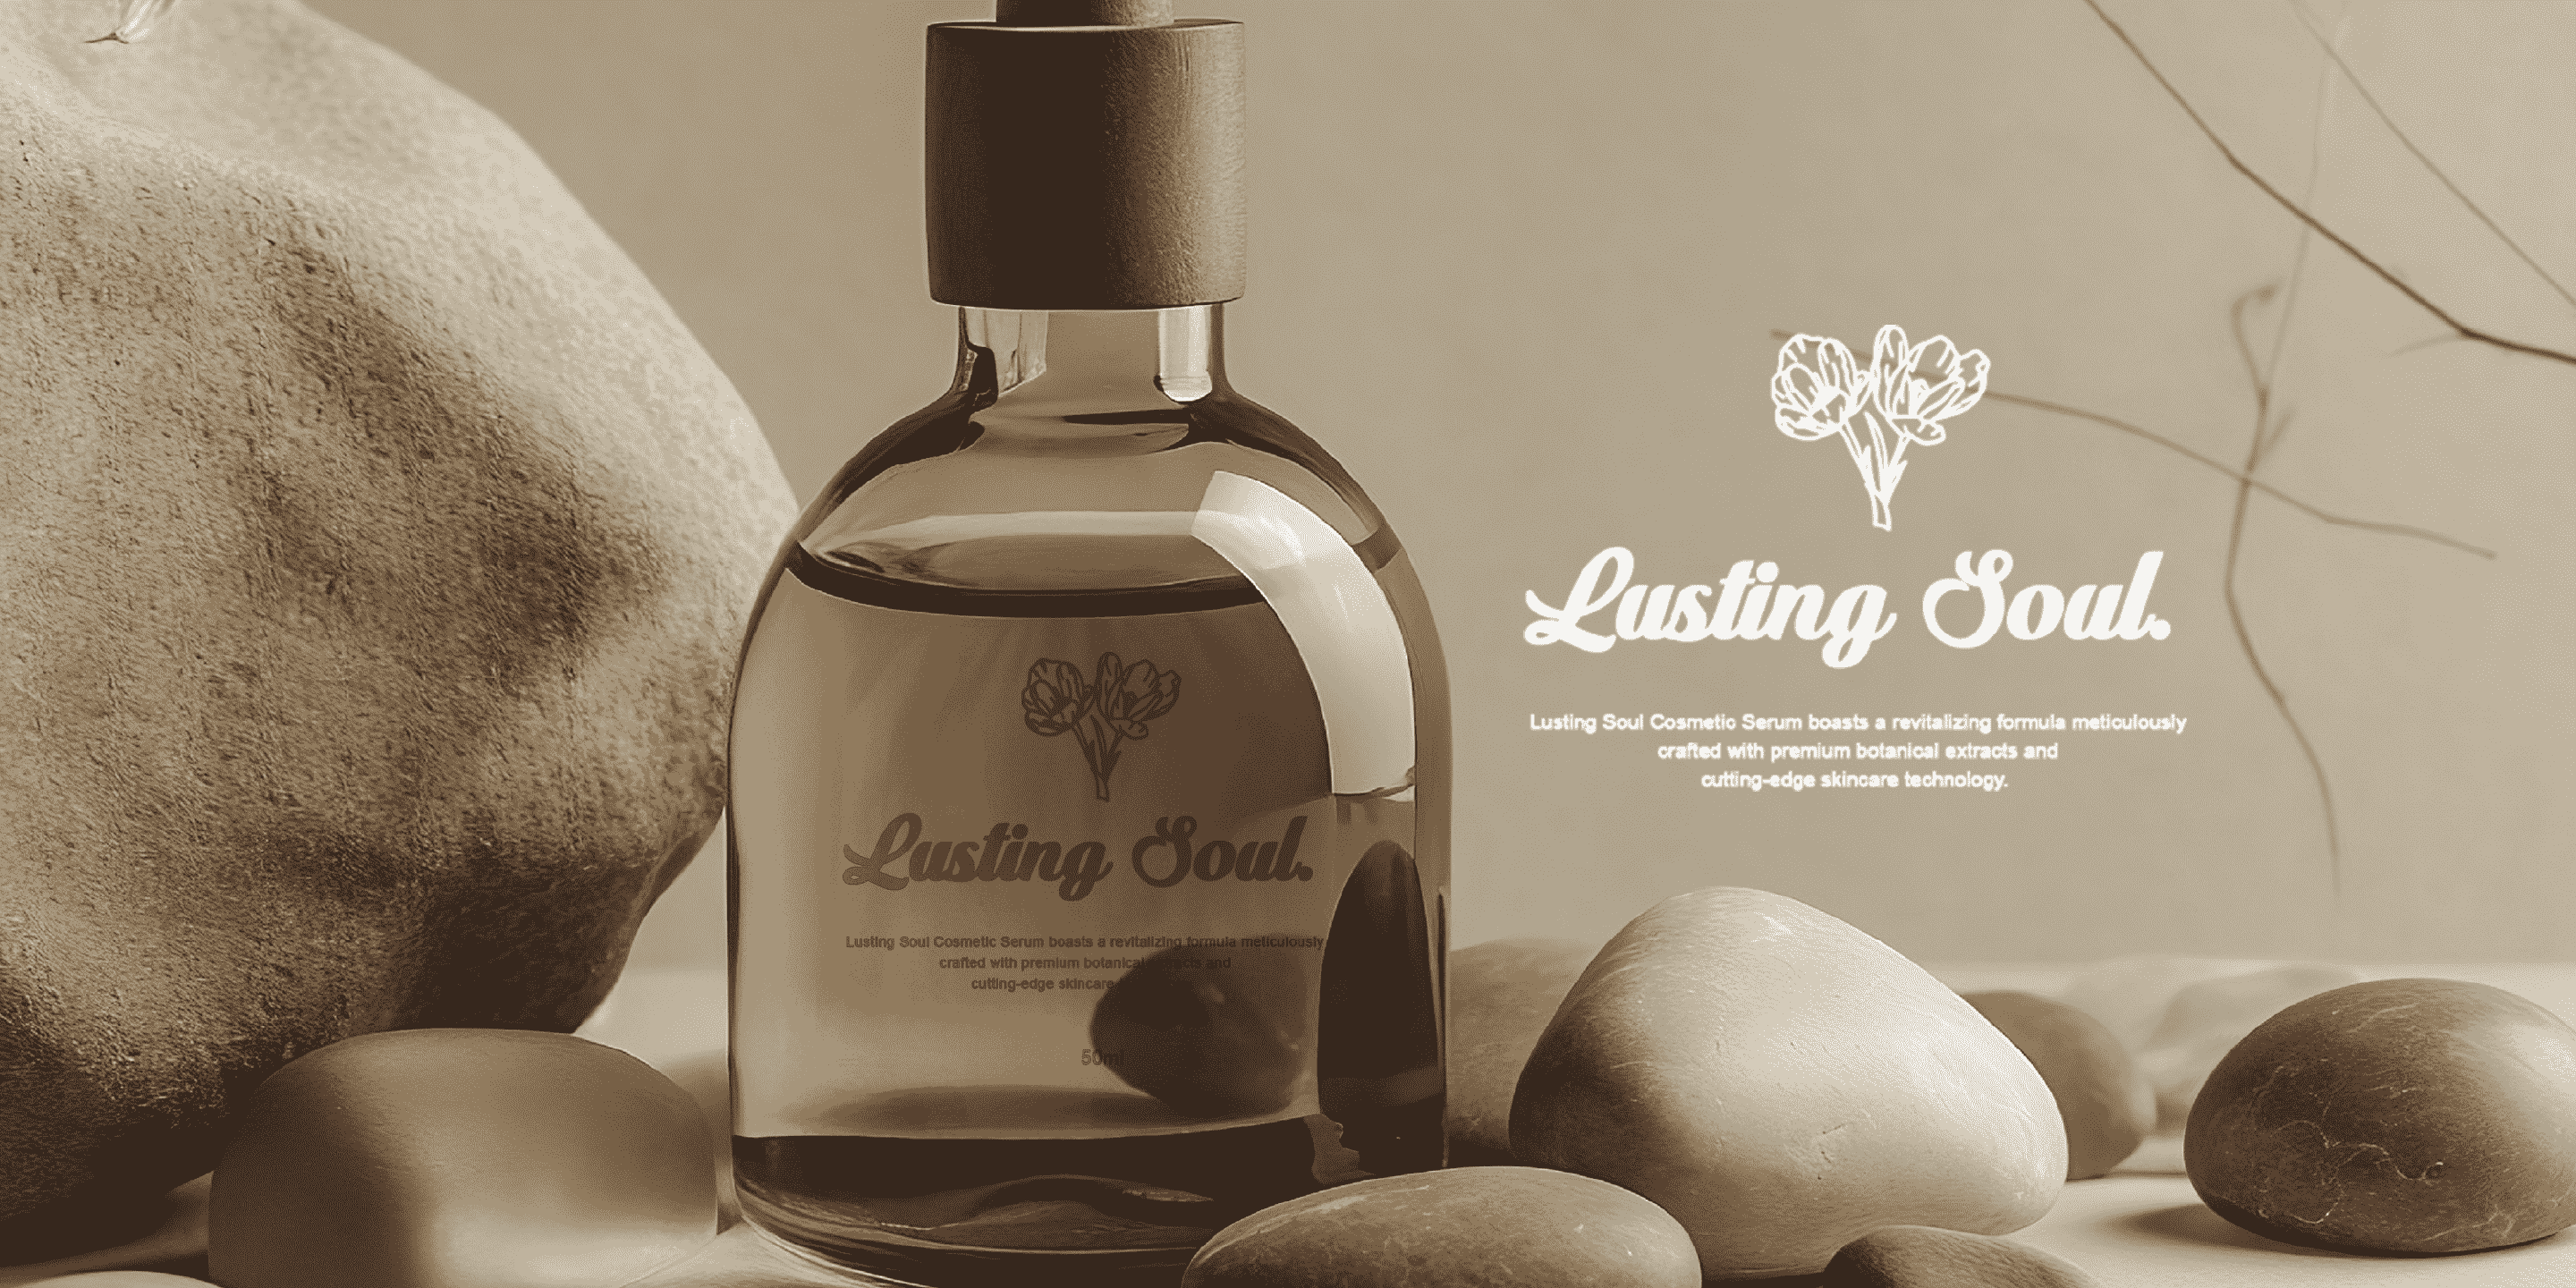 Lusting Soul.
Lusting Soul Cosmetic Serum boasts a revitalizing formula meticulously
crafted with premium botanical extracts and
cutting-edge skincare technology.
Lusting Soul.
Lusting Soul Cosmetic Serum boasts a revitalizing formula meticulously
crafted with premium botanical extracts and
cutting-edge skincare
50ml